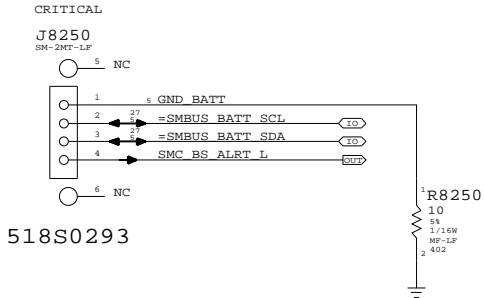 CRITICAL
J8250
SM-2MT-LF
5 NC
1 5 GND_BATT
2 27 5 =SMBUS_BATT_SCL IO
3 27 5 =SMBUS_BATT_SDA IO
4 SMC_BS_ALRT_L OUT
6 NC
518S0293
1 R8250
10
5%
1/16W
MF-LF
2 402